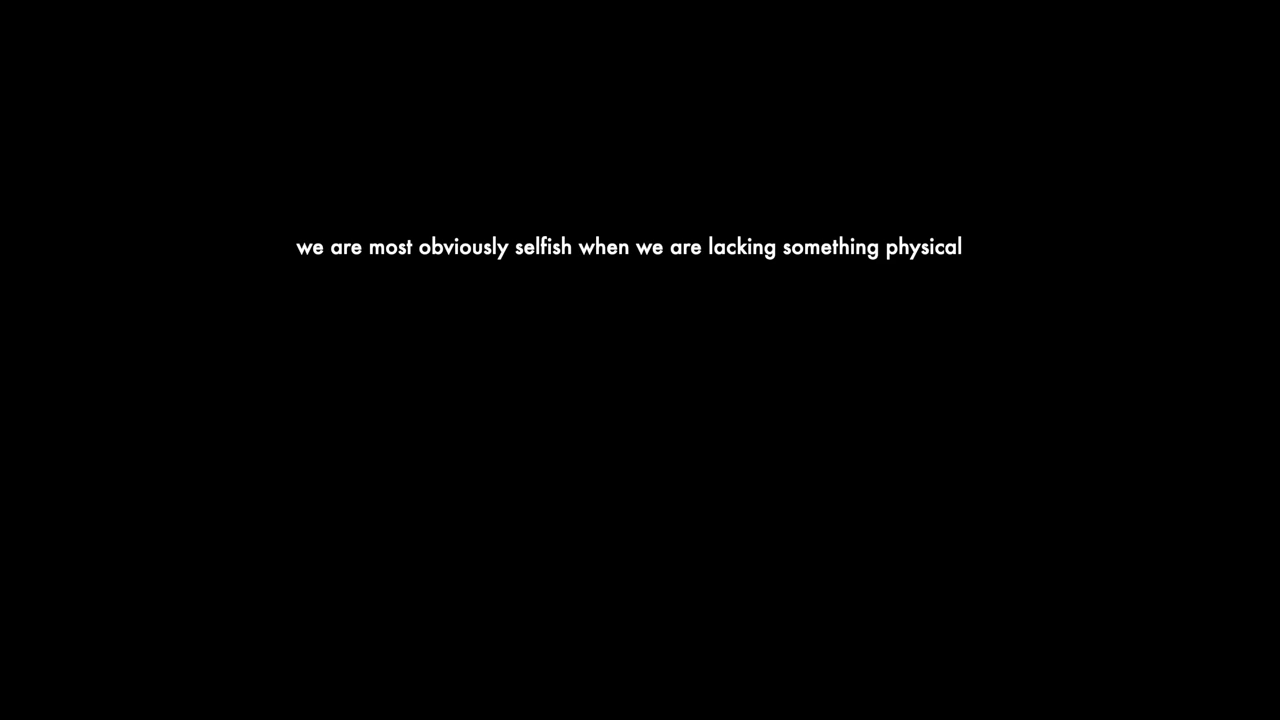 we are most obviously selfish when we are lacking something physical